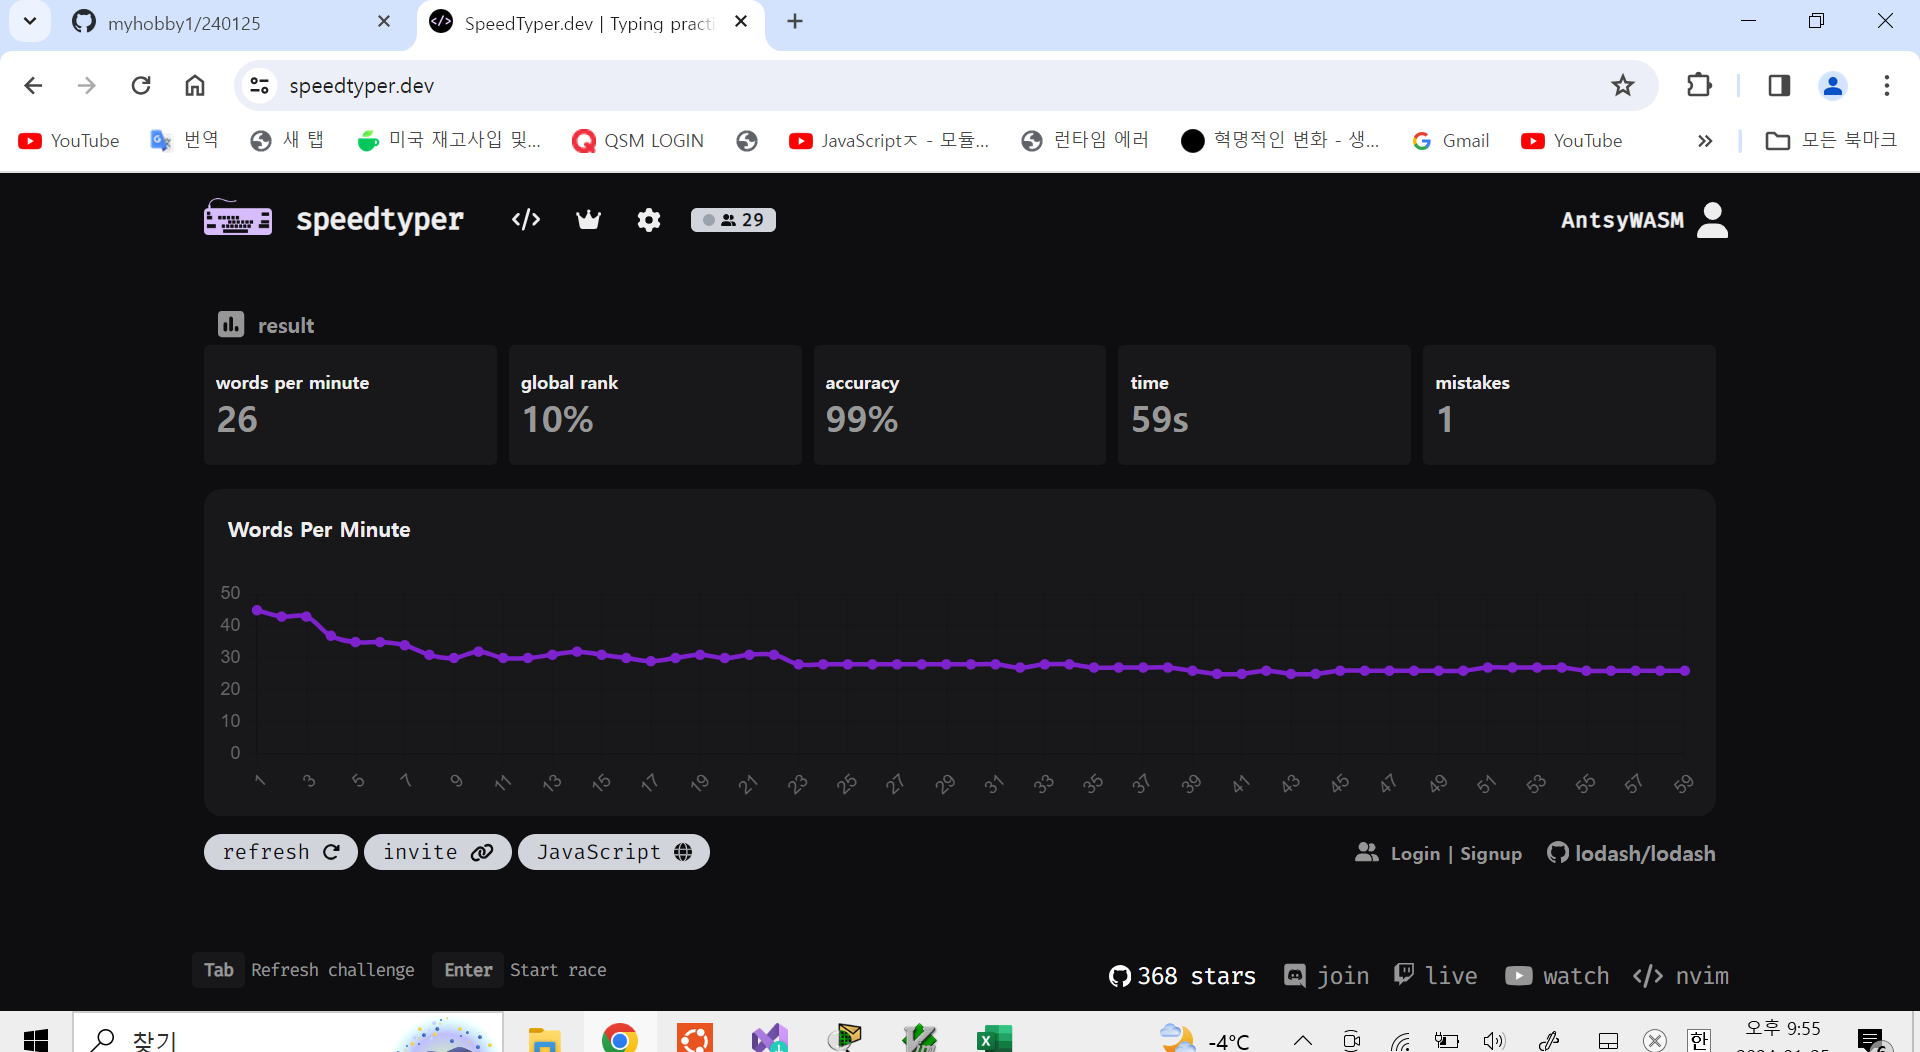 myhobby1/240125
SpeedTyper.dev | Typing practi
speedtyper.dev
YouTube 번역 새 탭 미국 재고사입 및... QSM LOGIN JavaScriptㅈ - 모듈... 런타임 에러 혁명적인 변화 - 생... Gmail YouTube » 모든 북마크
speedtyper </> 29 AntsyWASM
result
words per minute
26
global rank
10%
accuracy
99%
time
59s
mistakes
1
Words Per Minute
50
40
30
20
10
0
1 3 5 7 9 11 13 15 17 19 21 23 25 27 29 31 33 35 37 39 41 43 45 47 49 51 53 55 57 59
refresh invite JavaScript Login | Signup lodash/lodash
Tab Refresh challenge Enter Start race
368 stars join live watch </> nvim
찾기 -4°C 한 오후 9:55